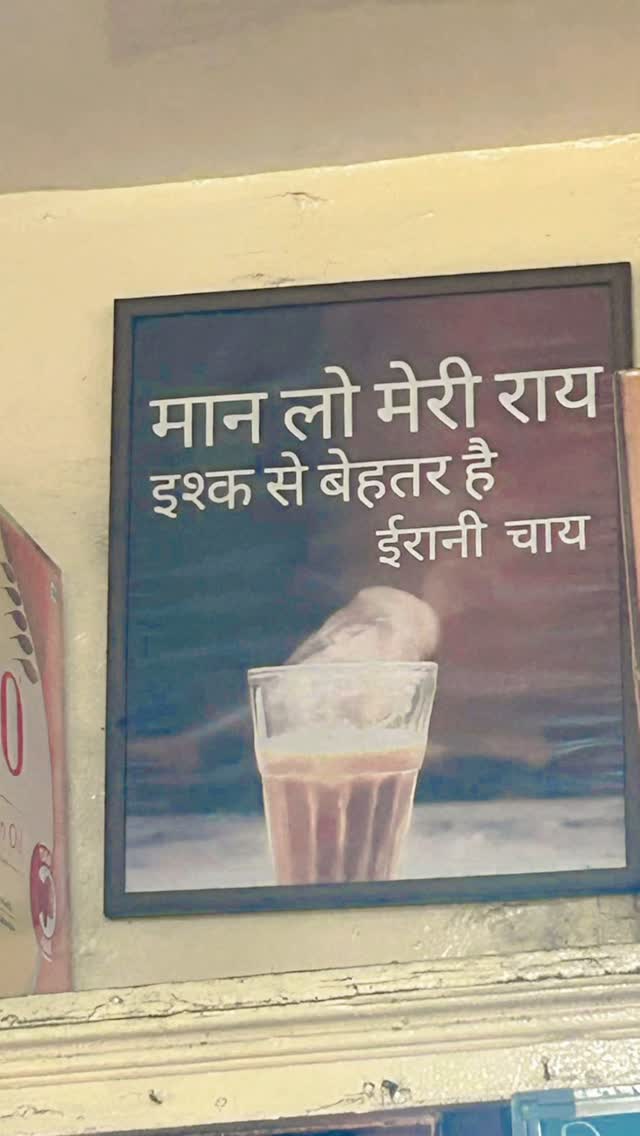 मान लो मेरी राय
इश्क से बेहतर है
ईरानी चाय